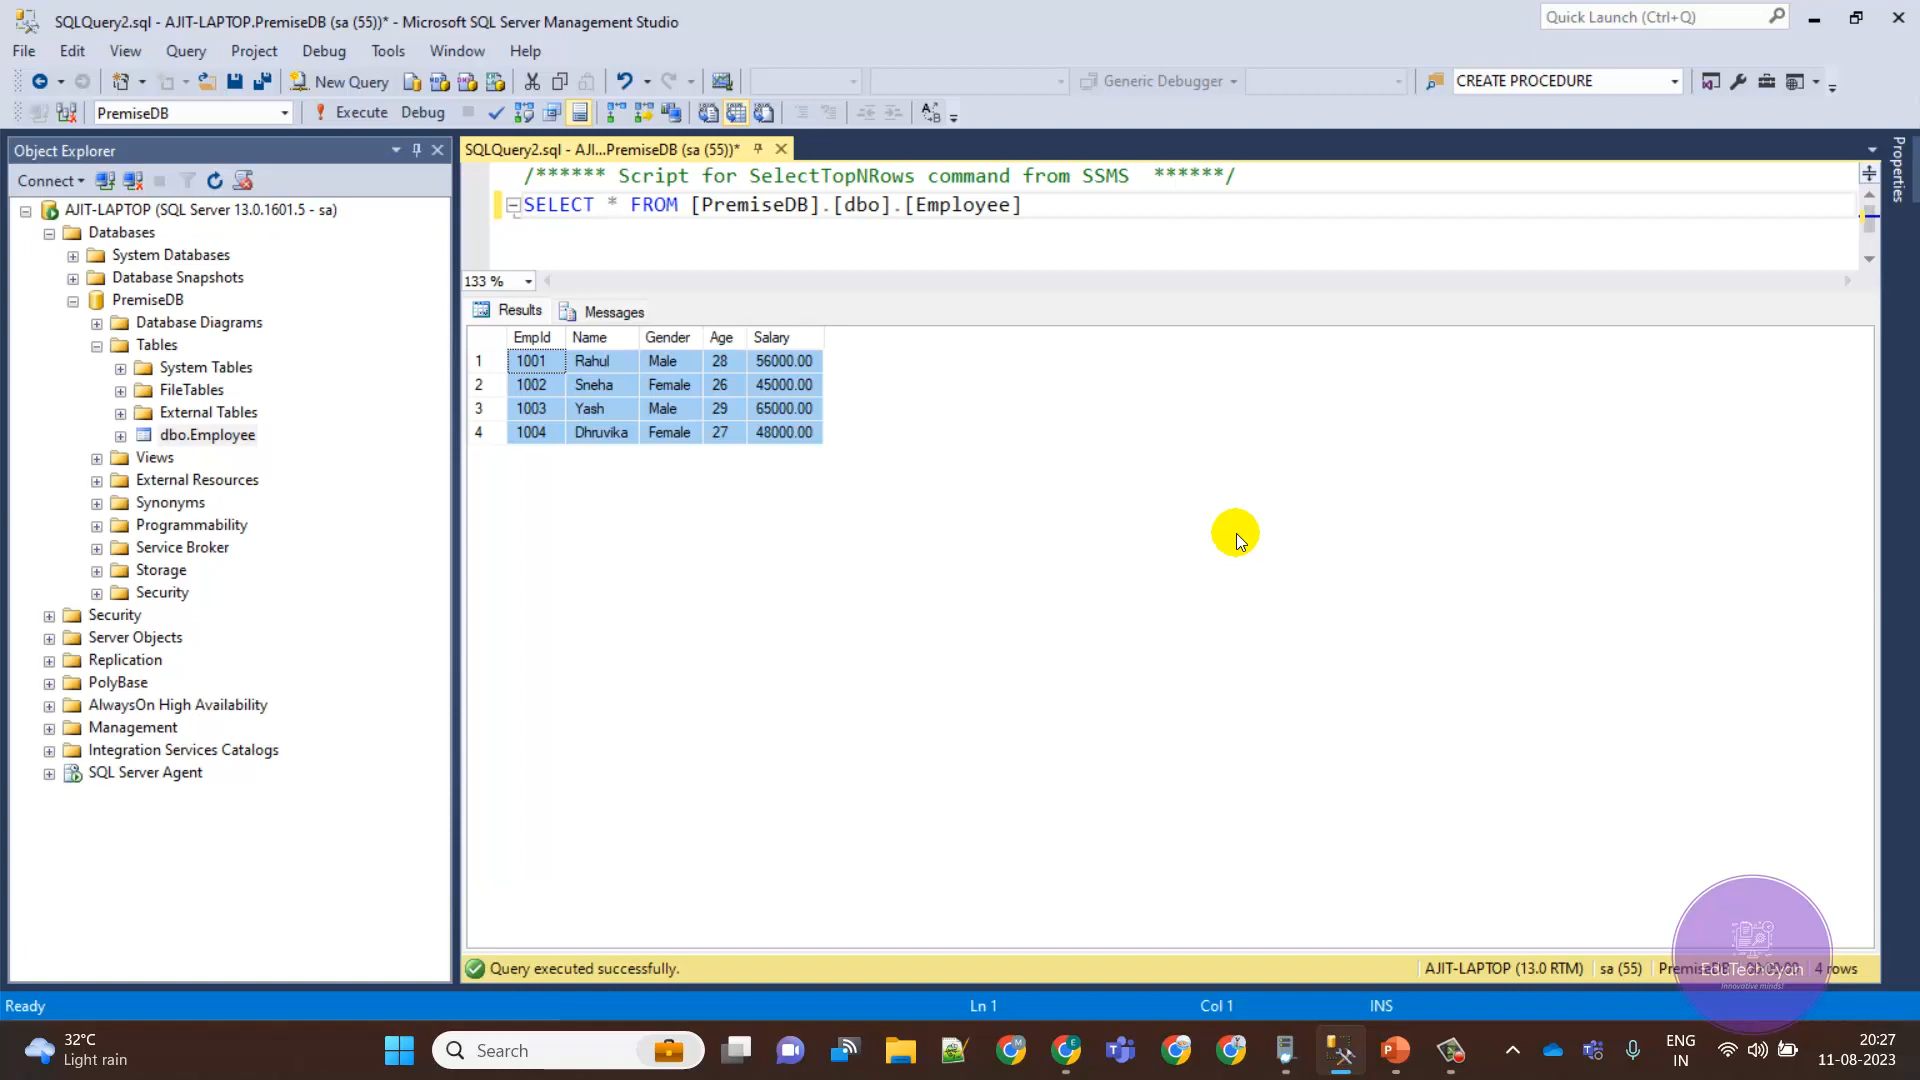 SQLQuery2.sql - AJIT-LAPTOP.PremiseDB (sa (55))* - Microsoft SQL Server Management Studio
Quick Launch (Ctrl+Q)
File Edit View Query Project Debug Tools Window Help
New Query Generic Debugger CREATE PROCEDURE
PremiseDB Execute Debug
Object Explorer
Connect
AJIT-LAPTOP (SQL Server 13.0.1601.5 - sa)
Databases
System Databases
Database Snapshots
PremiseDB
Database Diagrams
Tables
System Tables
FileTables
External Tables
dbo.Employee
Views
External Resources
Synonyms
Programmability
Service Broker
Storage
Security
Security
Server Objects
Replication
PolyBase
AlwaysOn High Availability
Management
Integration Services Catalogs
SQL Server Agent
SQLQuery2.sql - AJI...PremiseDB (sa (55))*
Properties
/****** Script for SelectTopNRows command from SSMS ******/
SELECT * FROM [PremiseDB].[dbo].[Employee]
133 %
Results Messages
EmpId Name Gender Age Salary
1 1001 Rahul Male 28 56000.00
2 1002 Sneha Female 26 45000.00
3 1003 Yash Male 29 65000.00
4 1004 Dhruvika Female 27 48000.00
Query executed successfully.
AJIT-LAPTOP (13.0 RTM) sa (55) 4 rows
Innovative minds!
Ready Ln 1 Col 1 INS
32°C
Light rain
Search
ENG
IN
20:27
11-08-2023